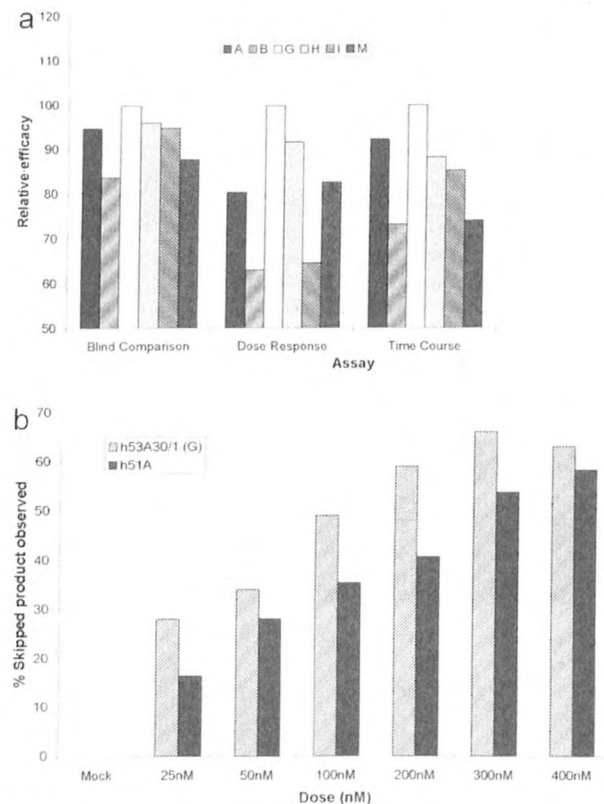 a
120
110
100
90
80
70
60
50
Relative efficacy
A B G H I M
Blind Comparison Dose Response Time Course
Assay
b
70
60
50
40
30
20
10
0
% Skipped product observed
h53A30/1 (G)
h51A
Mock 25nM 50nM 100nM 200nM 300nM 400nM
Dose (nM)